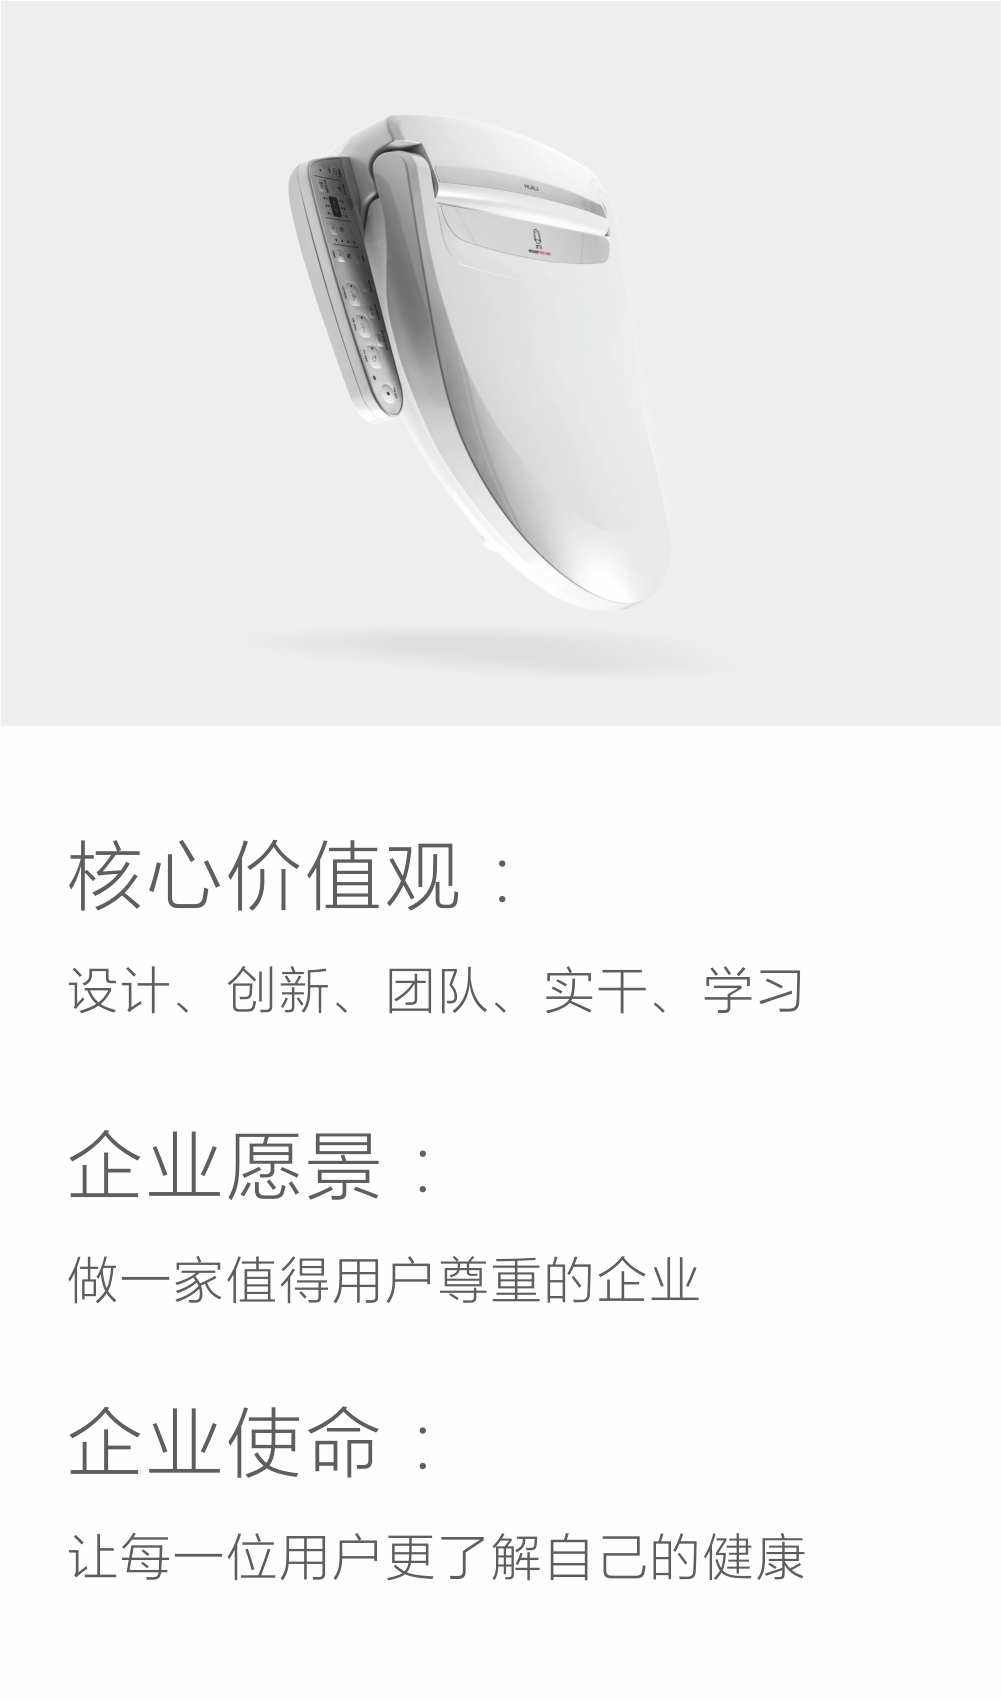 核心价值观：
设计、创新、团队、实干、学习
企业愿景：
做一家值得用户尊重的企业
企业使命：
让每一位用户更了解自己的健康